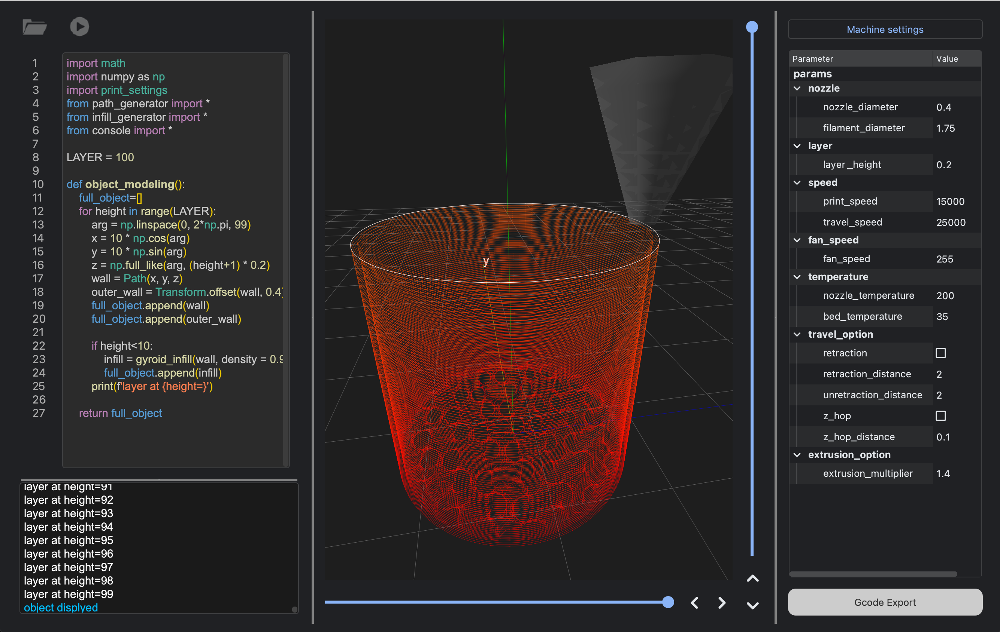 1 import math
2 import numpy as np
3 import print_settings
4 from path_generator import *
5 from infill_generator import *
6 from console import *
7
8 LAYER = 100
9
10 def object_modeling():
11 full_object=[]
12 for height in range(LAYER):
13 arg = np.linspace(0, 2*np.pi, 99)
14 x = 10 * np.cos(arg)
15 y = 10 * np.sin(arg)
16 z = np.full_like(arg, (height+1) * 0.2)
17 wall = Path(x, y, z)
18 outer_wall = Transform.offset(wall, 0.4)
19 full_object.append(wall)
20 full_object.append(outer_wall)
21
22 if height<10:
23 infill = gyroid_infill(wall, density = 0.9
24 full_object.append(infill)
25 print(f'layer at {height=}')
26
27 return full_object
layer at height=91
layer at height=92
layer at height=93
layer at height=94
layer at height=95
layer at height=96
layer at height=97
layer at height=98
layer at height=99
object displyed
y
Machine settings
Parameter Value
params
nozzle
nozzle_diameter 0.4
filament_diameter 1.75
layer
layer_height 0.2
speed
print_speed 15000
travel_speed 25000
fan_speed
fan_speed 255
temperature
nozzle_temperature 200
bed_temperature 35
travel_option
retraction
retraction_distance 2
unretraction_distance 2
z_hop
z_hop_distance 0.1
extrusion_option
extrusion_multiplier 1.4
Gcode Export